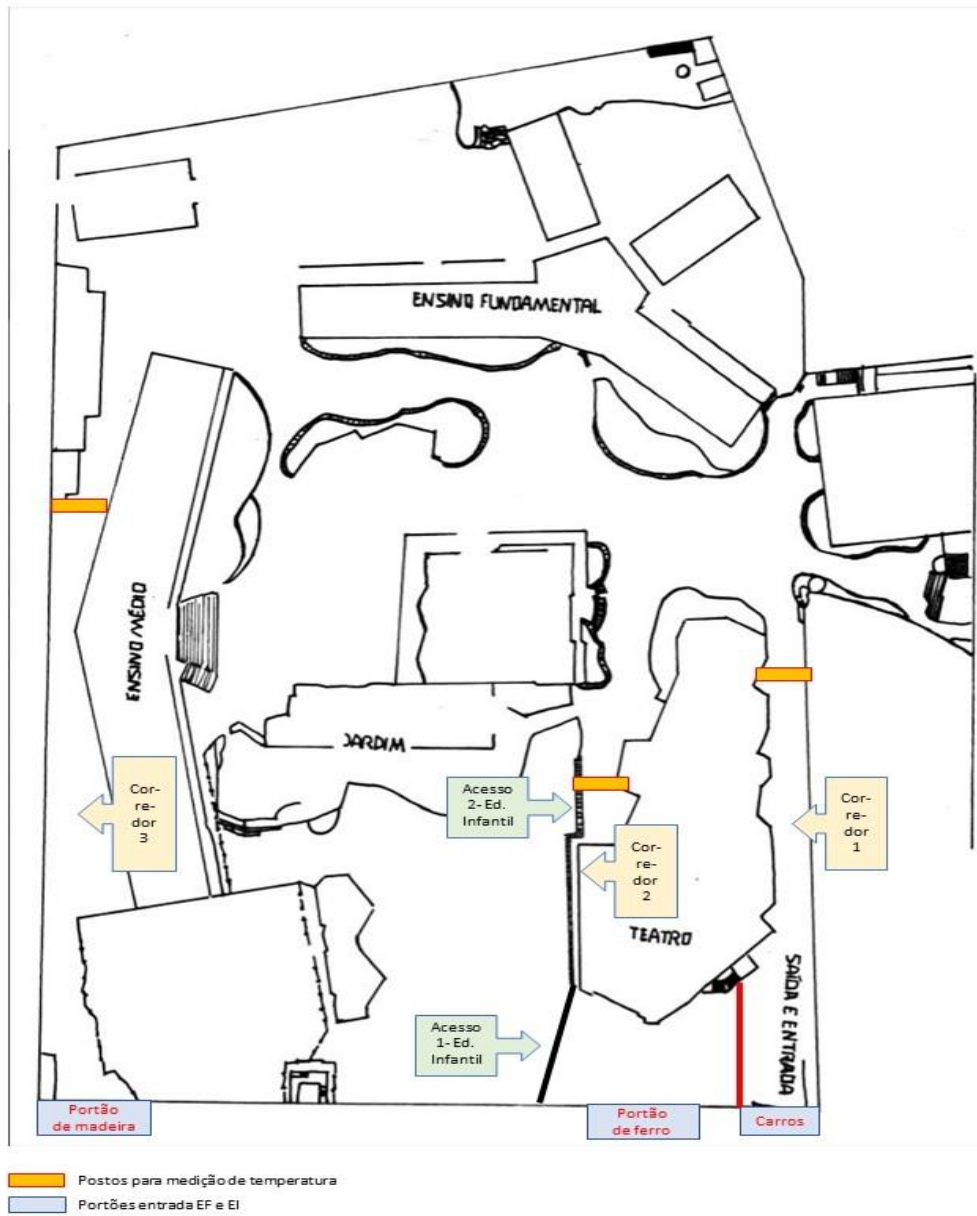 ENSINO FUNDAMENTAL
ENSINO MÉDIO
JARDIM
Cor-
re-
dor
3
Acesso
2- Ed.
Infantil
Cor-
re-
dor
1
Cor-
re-
dor
2
TEATRO
SAÍDA E ENTRADA
Acesso
1- Ed.
Infantil
Portão
de madeira
Portão
de ferro
Carros
Postos para medição de temperatura
Portões entrada EF e EI